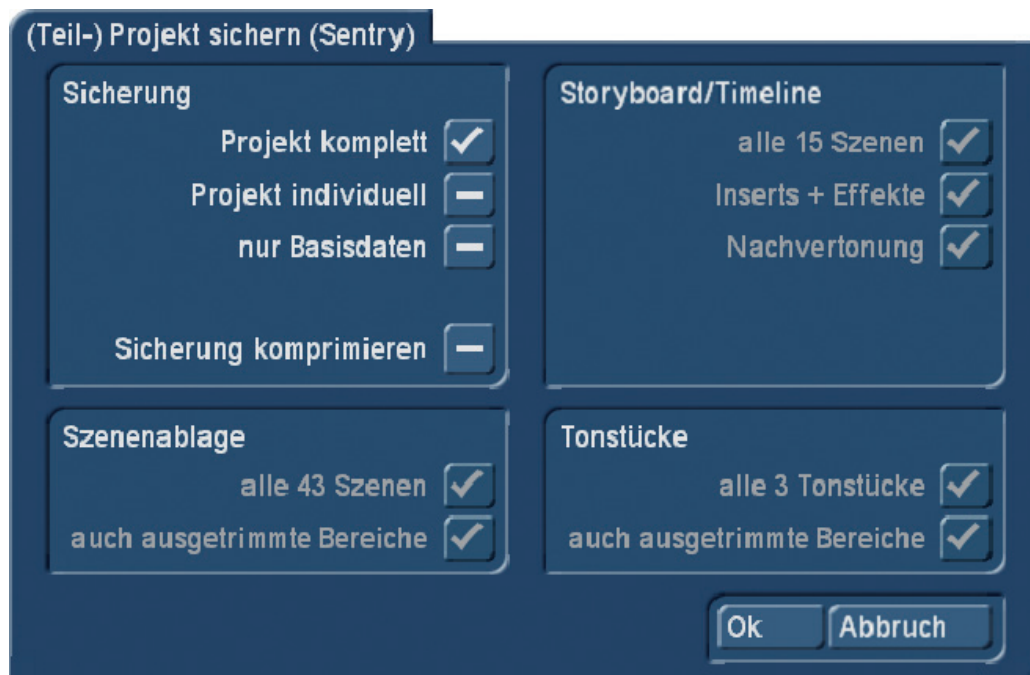 (Teil-) Projekt sichern (Sentry)
Sicherung
Projekt komplett
Projekt individuell
nur Basisdaten
Sicherung komprimieren
Storyboard/Timeline
alle 15 Szenen
Inserts + Effekte
Nachvertonung
Szenenablage
alle 43 Szenen
auch ausgetrimmte Bereiche
Tonstücke
alle 3 Tonstücke
auch ausgetrimmte Bereiche
Ok
Abbruch